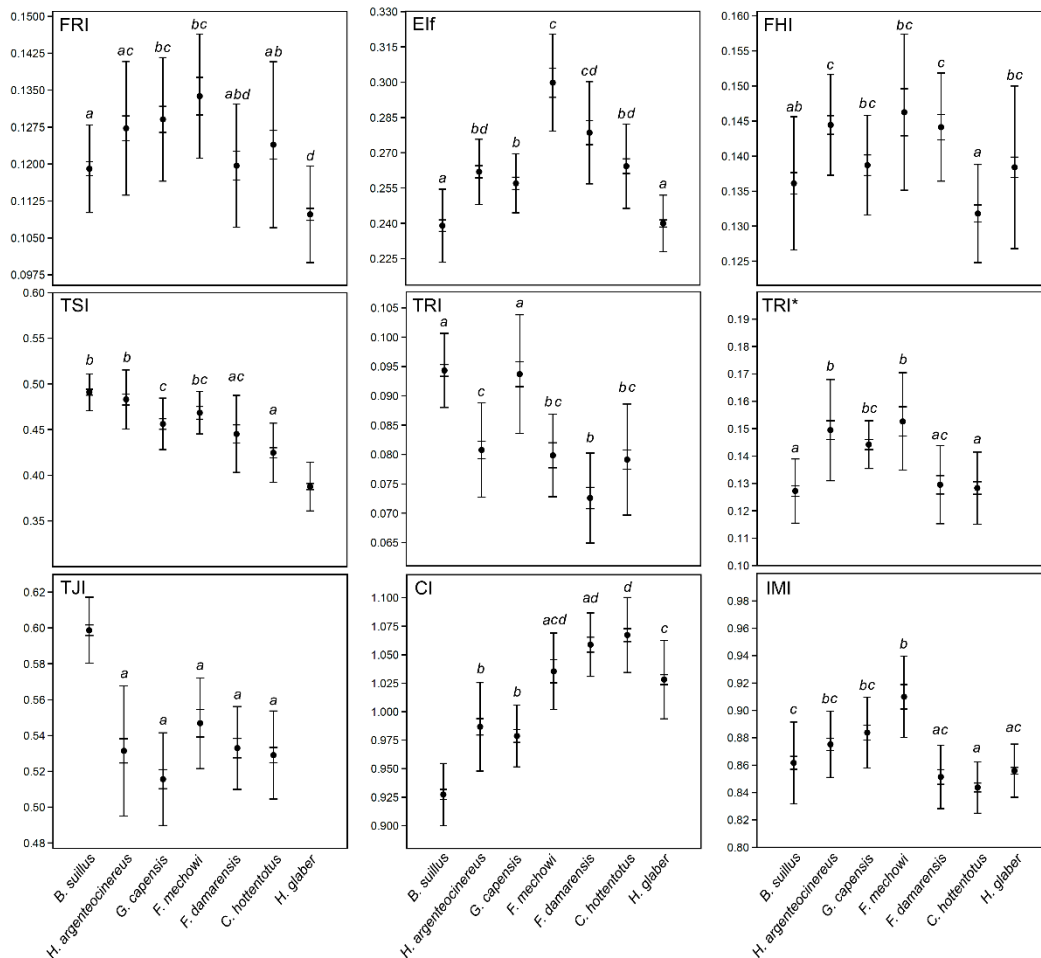 FRI
0.1500
0.1425
0.1350
0.1275
0.1200
0.1125
0.1050
0.0975
a
ac
bc
bc
abd
ab
d
EIf
0.330
0.315
0.300
0.285
0.270
0.255
0.240
0.225
a
bd
b
c
cd
bd
a
FHI
0.160
0.155
0.150
0.145
0.140
0.135
0.130
0.125
ab
c
bc
c
c
a
bc
TSI
0.60
0.55
0.50
0.45
0.40
0.35
b
b
c
bc
ac
a
TRI
0.105
0.100
0.095
0.090
0.085
0.080
0.075
0.070
0.065
a
c
a
bc
b
bc
TRI*
0.19
0.18
0.17
0.16
0.15
0.14
0.13
0.12
0.11
0.10
a
b
bc
b
ac
a
TJI
0.62
0.60
0.58
0.56
0.54
0.52
0.50
0.48
a
a
a
a
a
CI
1.100
1.075
1.050
1.025
1.000
0.975
0.950
0.925
0.900
b
b
acd
ad
d
c
IMI
0.98
0.96
0.94
0.92
0.90
0.88
0.86
0.84
0.82
0.80
c
bc
bc
b
ac
a
ac
B. suillus
H. argenteocinereus
G. capensis
F. mechowi
F. damarensis
C. hottentotus
H. glaber
B. suillus
H. argenteocinereus
G. capensis
F. mechowi
F. damarensis
C. hottentotus
H. glaber
B. suillus
H. argenteocinereus
G. capensis
F. mechowi
F. damarensis
C. hottentotus
H. glaber